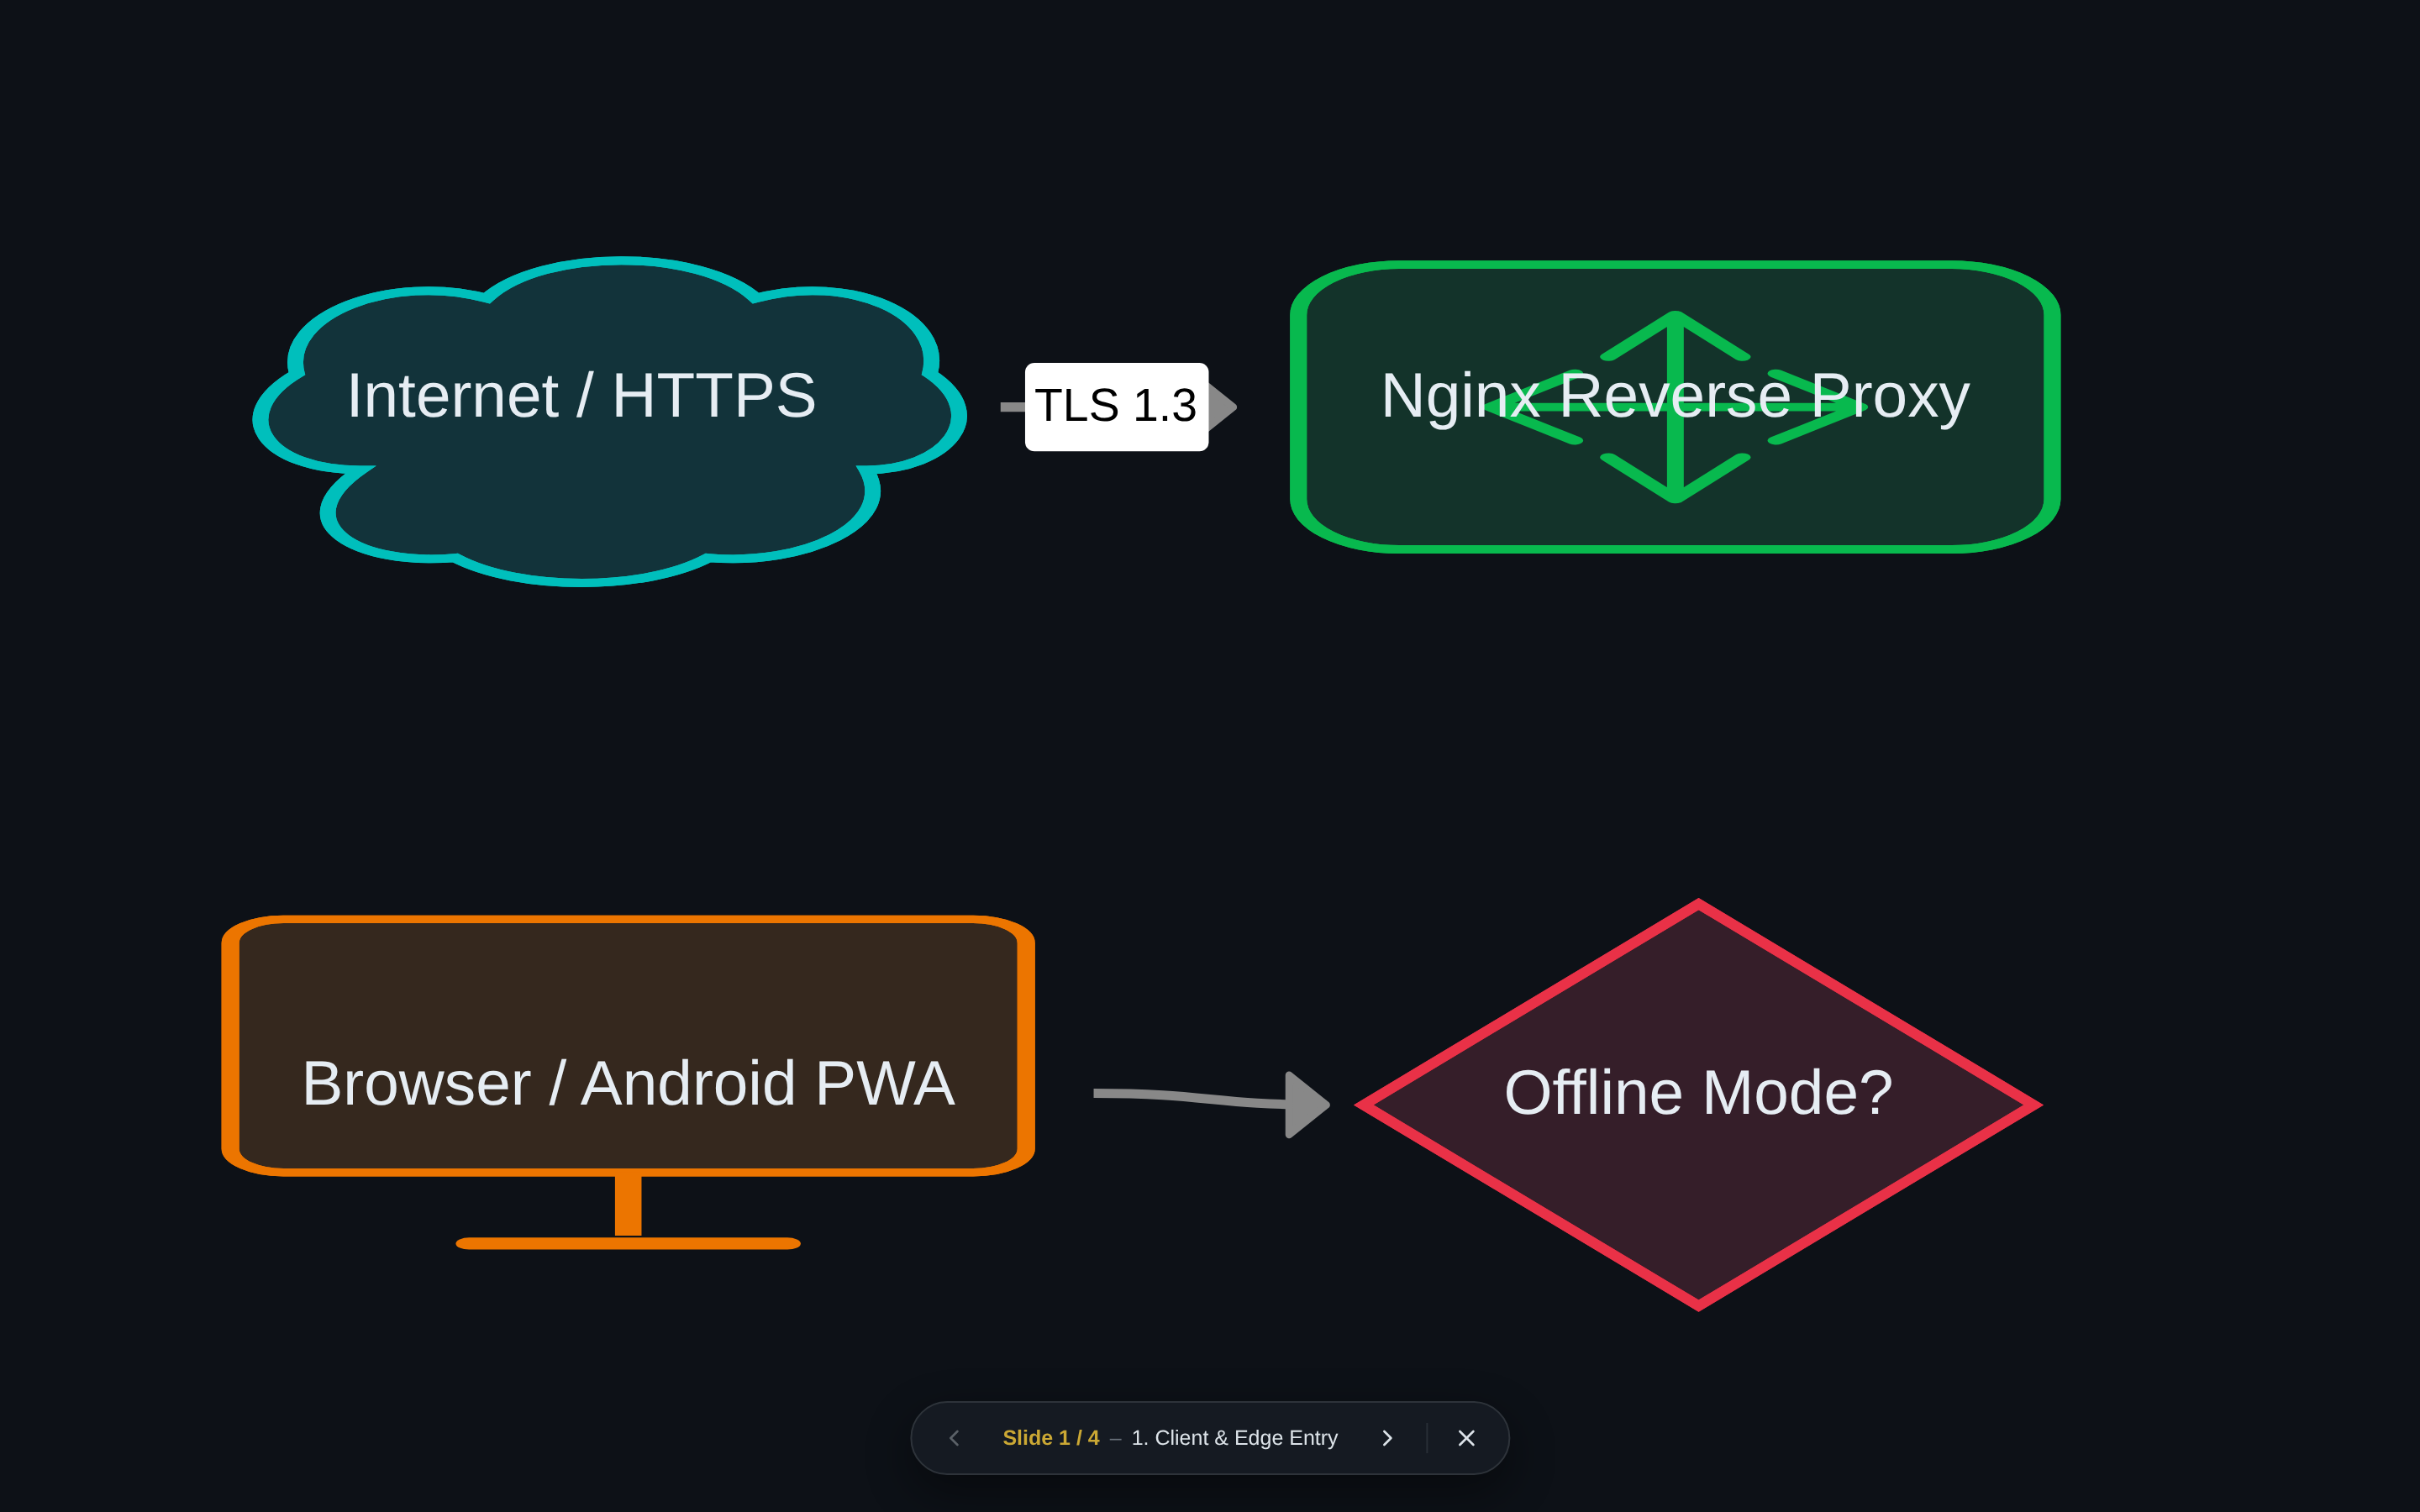 Internet / HTTPS
TLS 1.3
Nginx Reverse Proxy
Browser / Android PWA
Offline Mode?
Slide 1 / 4 – 1. Client & Edge Entry